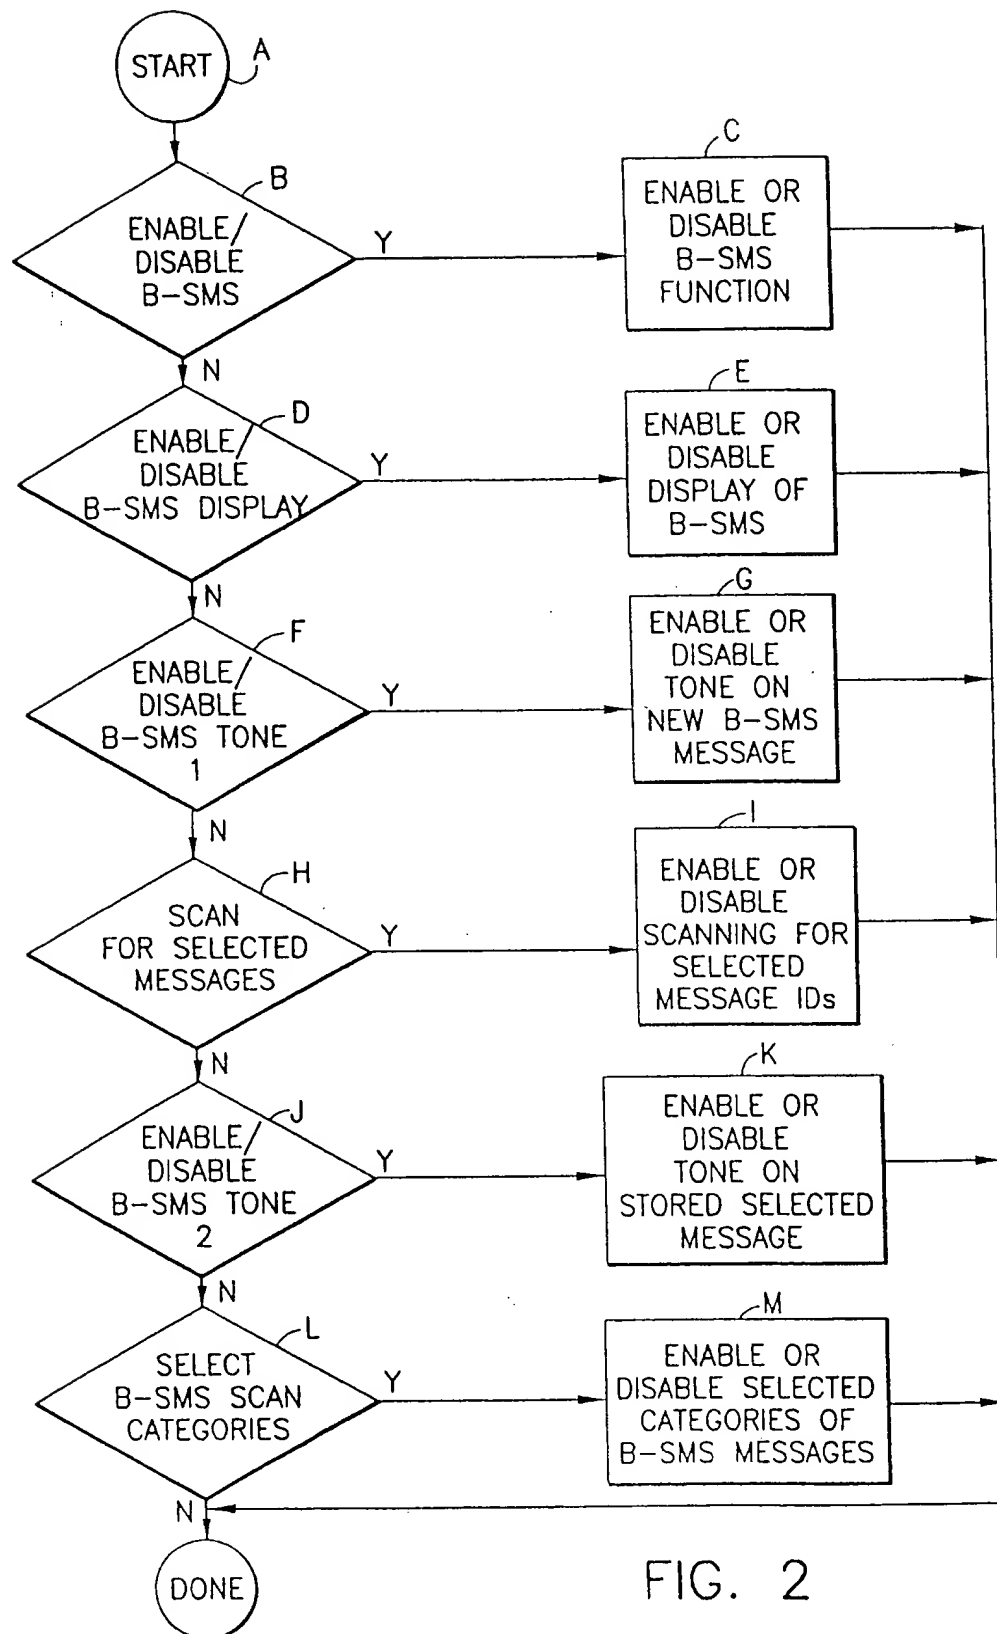 START
A
B
ENABLE/
DISABLE
B-SMS
Y
C
ENABLE OR
DISABLE
B-SMS
FUNCTION
N
D
ENABLE/
DISABLE
B-SMS DISPLAY
Y
E
ENABLE OR
DISABLE
DISPLAY OF
B-SMS
N
F
ENABLE/
DISABLE
B-SMS TONE
1
Y
G
ENABLE OR
DISABLE
TONE ON
NEW B-SMS
MESSAGE
N
H
SCAN
FOR SELECTED
MESSAGES
Y
I
ENABLE OR
DISABLE
SCANNING FOR
SELECTED
MESSAGE IDs
N
J
ENABLE/
DISABLE
B-SMS TONE
2
Y
K
ENABLE OR
DISABLE
TONE ON
STORED SELECTED
MESSAGE
N
L
SELECT
B-SMS SCAN
CATEGORIES
Y
M
ENABLE OR
DISABLE SELECTED
CATEGORIES OF
B-SMS MESSAGES
N
DONE
FIG. 2